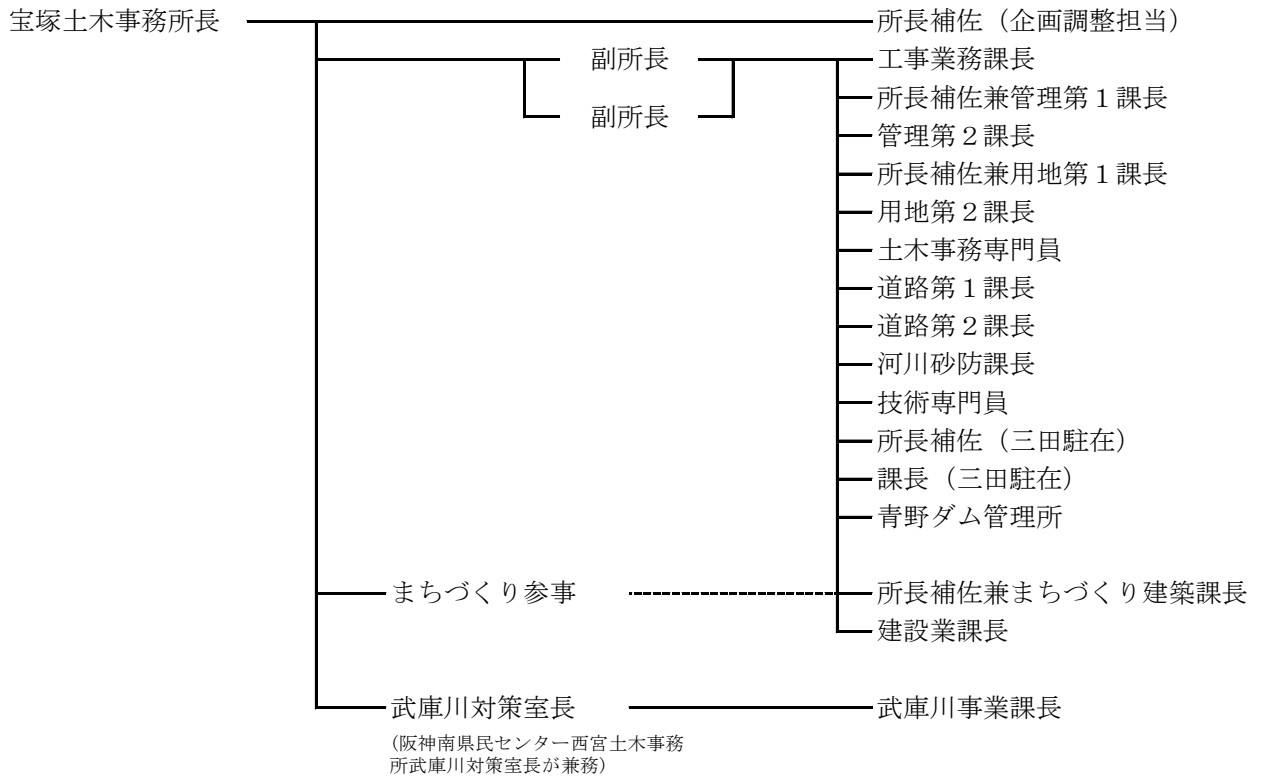 宝塚土木事務所長
所長補佐（企画調整担当）
副所長
工事業務課長
所長補佐兼管理第１課長
副所長
管理第２課長
所長補佐兼用地第１課長
用地第２課長
土木事務専門員
道路第１課長
道路第２課長
河川砂防課長
技術専門員
所長補佐（三田駐在）
課長（三田駐在）
青野ダム管理所
まちづくり参事
所長補佐兼まちづくり建築課長
建設業課長
武庫川対策室長
武庫川事業課長
(阪神南県民センター西宮土木事務
所武庫川対策室長が兼務)